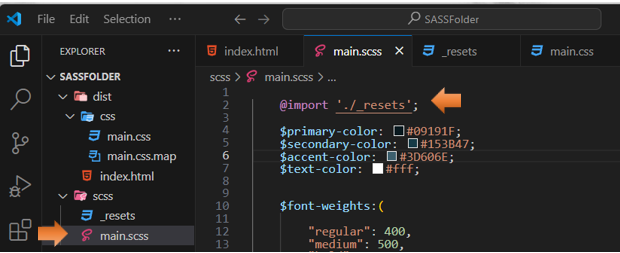 File Edit Selection ... SASSFolder
EXPLORER ...
index.html main.scss _resets main.css
SASSFOLDER
scss > main.scss > ...
dist
css
main.css
main.css.map
index.html
scss
_resets
main.scss
1
2 @import './_resets';
3
4 $primary-color: #09191F;
5 $secondary-color: #153B47;
6 $accent-color: #3D606E;
7 $text-color: #fff;
8
9
10 $font-weights:(
11
12 "regular": 400,
13 "medium": 500,